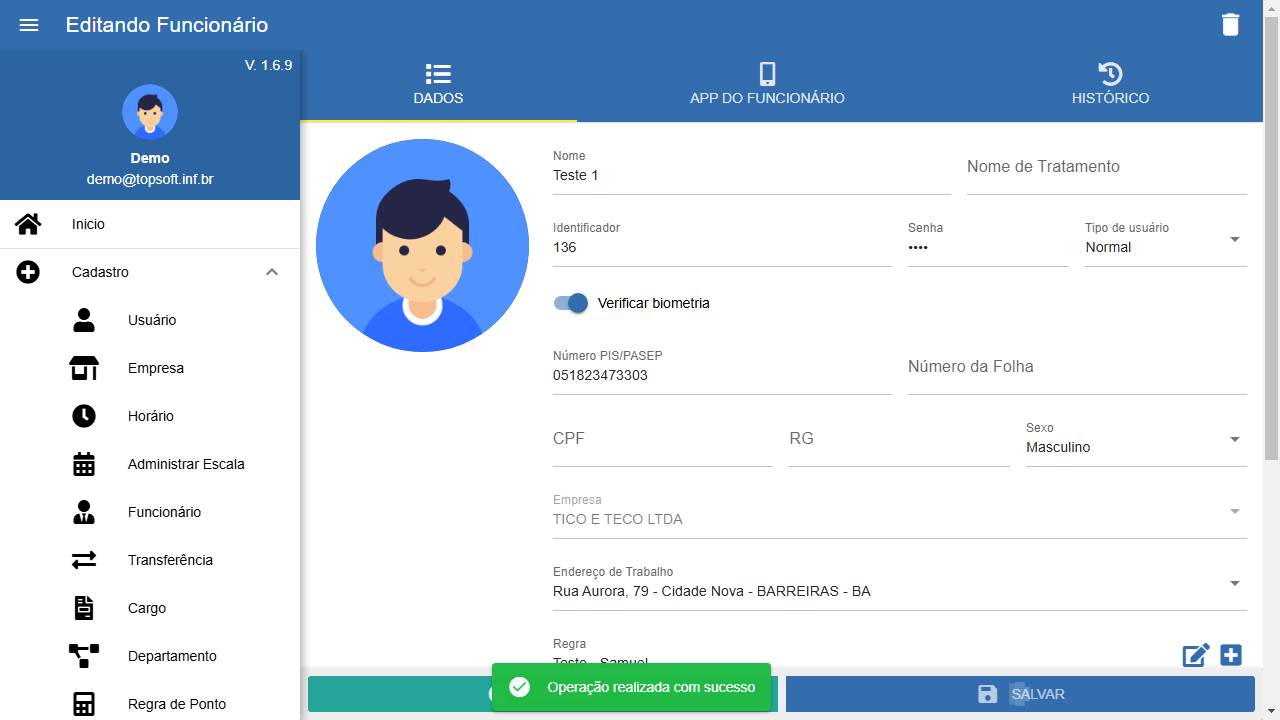 Editando Funcionário
V. 1.6.9
Demo
demo@topsoft.inf.br
Inicio
Cadastro
Usuário
Empresa
Horário
Administrar Escala
Funcionário
Transferência
Cargo
Departamento
Regra de Ponto
DADOS
APP DO FUNCIONÁRIO
HISTÓRICO
Nome
Teste 1
Nome de Tratamento
Identificador
136
Senha
••••
Tipo de usuário
Normal
Verificar biometria
Número PIS/PASEP
051823473303
Número da Folha
CPF
RG
Sexo
Masculino
Empresa
TICO E TECO LTDA
Endereço de Trabalho
Rua Aurora, 79 - Cidade Nova - BARREIRAS - BA
Regra
Teste - Samuel
Operação realizada com sucesso
SALVAR